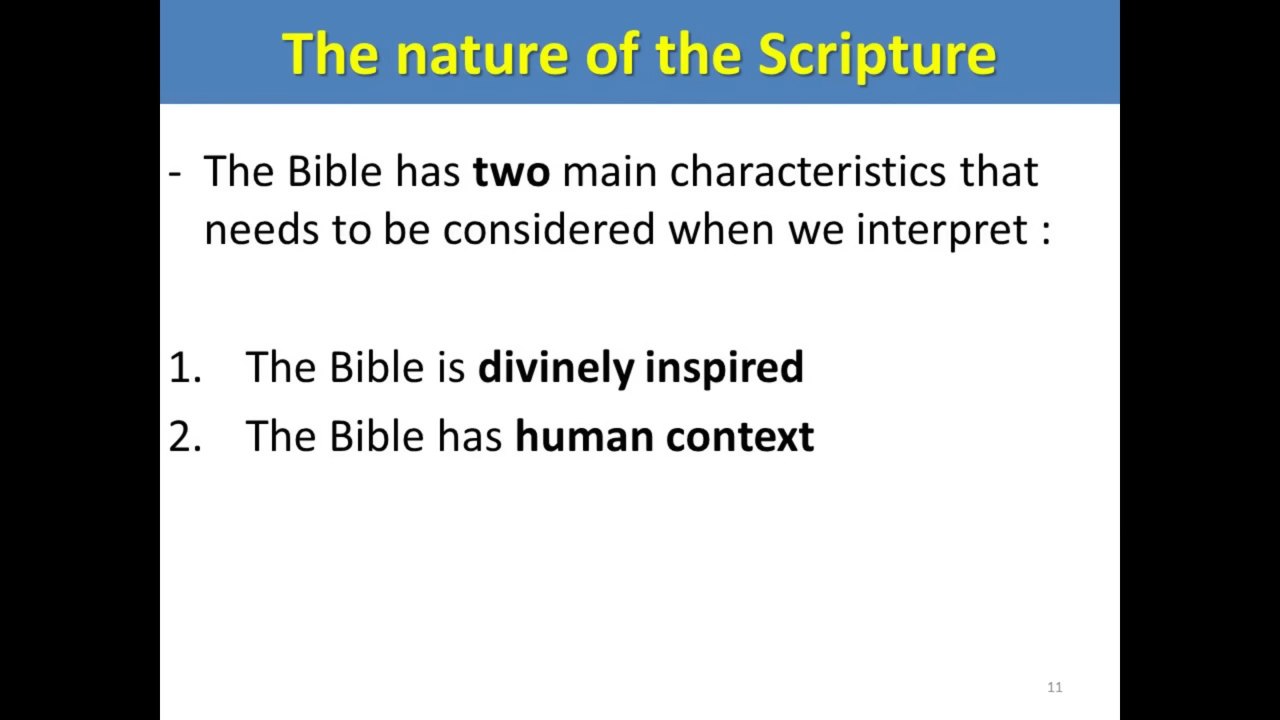 The nature of the Scripture
- The Bible has two main characteristics that
needs to be considered when we interpret :
1. The Bible is divinely inspired
2. The Bible has human context
11